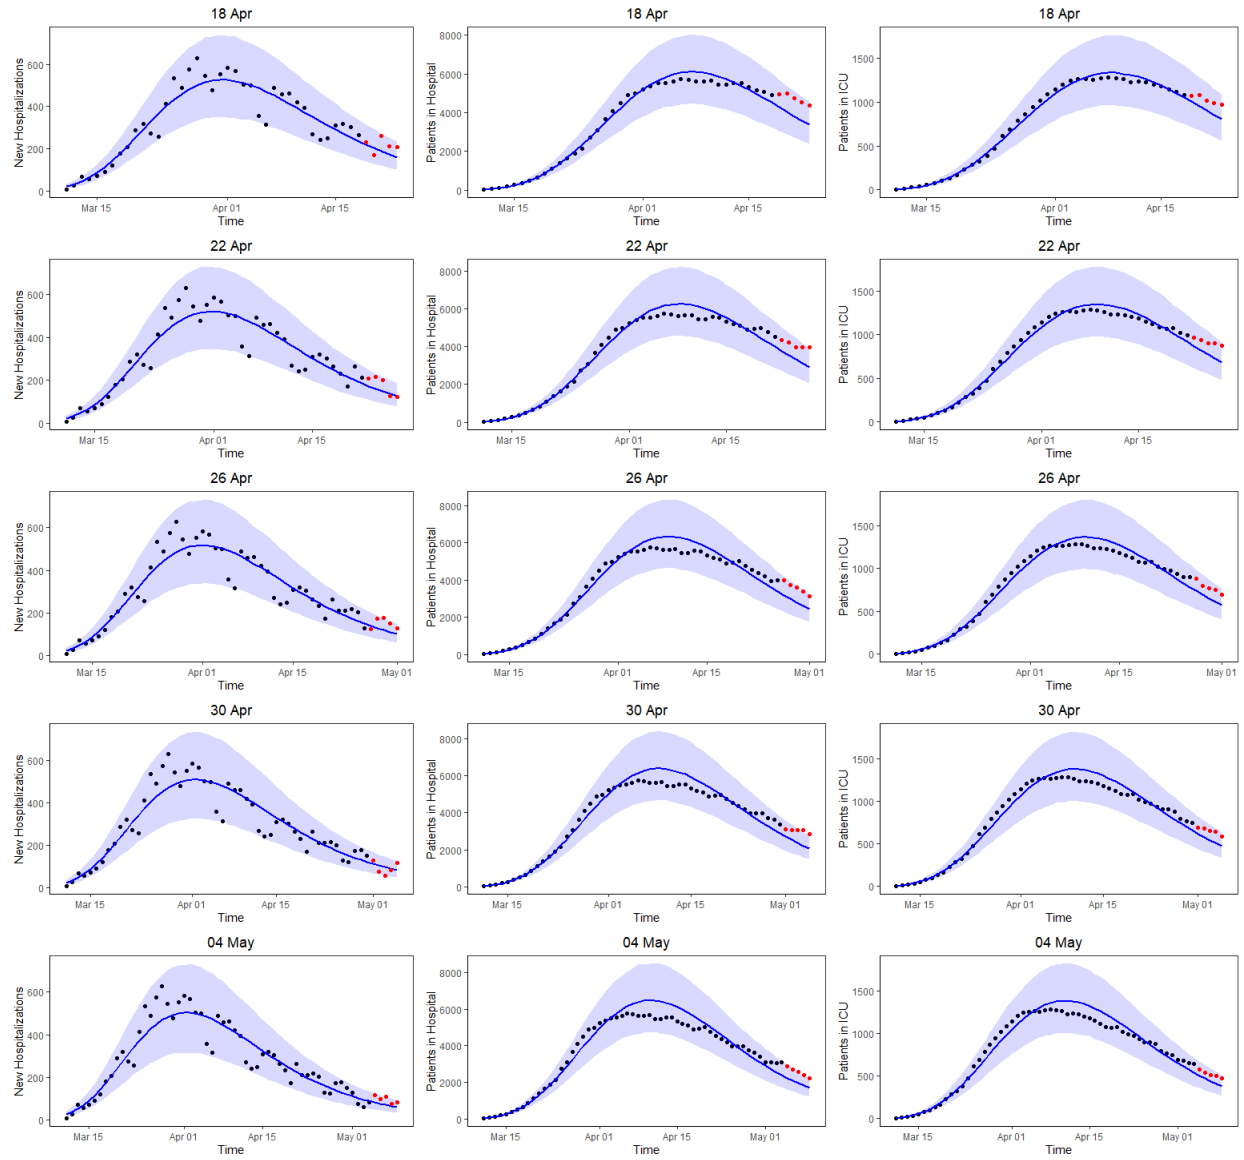 18 Apr
18 Apr
18 Apr
New Hospitalizations
600
400
200
0
Mar 15
Apr 01
Apr 15
Time
Patients in Hospital
8000
6000
4000
2000
0
Mar 15
Apr 01
Apr 15
Time
Patients in ICU
1500
1000
500
0
Mar 15
Apr 01
Apr 15
Time
22 Apr
22 Apr
22 Apr
New Hospitalizations
600
400
200
0
Mar 15
Apr 01
Apr 15
Time
Patients in Hospital
8000
6000
4000
2000
0
Mar 15
Apr 01
Apr 15
Time
Patients in ICU
1500
1000
500
0
Mar 15
Apr 01
Apr 15
Time
26 Apr
26 Apr
26 Apr
New Hospitalizations
600
400
200
0
Mar 15
Apr 01
Apr 15
May 01
Time
Patients in Hospital
8000
6000
4000
2000
0
Mar 15
Apr 01
Apr 15
May 01
Time
Patients in ICU
1500
1000
500
0
Mar 15
Apr 01
Apr 15
May 01
Time
30 Apr
30 Apr
30 Apr
New Hospitalizations
600
400
200
0
Mar 15
Apr 01
Apr 15
May 01
Time
Patients in Hospital
8000
6000
4000
2000
0
Mar 15
Apr 01
Apr 15
May 01
Time
Patients in ICU
1500
1000
500
0
Mar 15
Apr 01
Apr 15
May 01
Time
04 May
04 May
04 May
New Hospitalizations
600
400
200
0
Mar 15
Apr 01
Apr 15
May 01
Time
Patients in Hospital
8000
6000
4000
2000
0
Mar 15
Apr 01
Apr 15
May 01
Time
Patients in ICU
1500
1000
500
0
Mar 15
Apr 01
Apr 15
May 01
Time